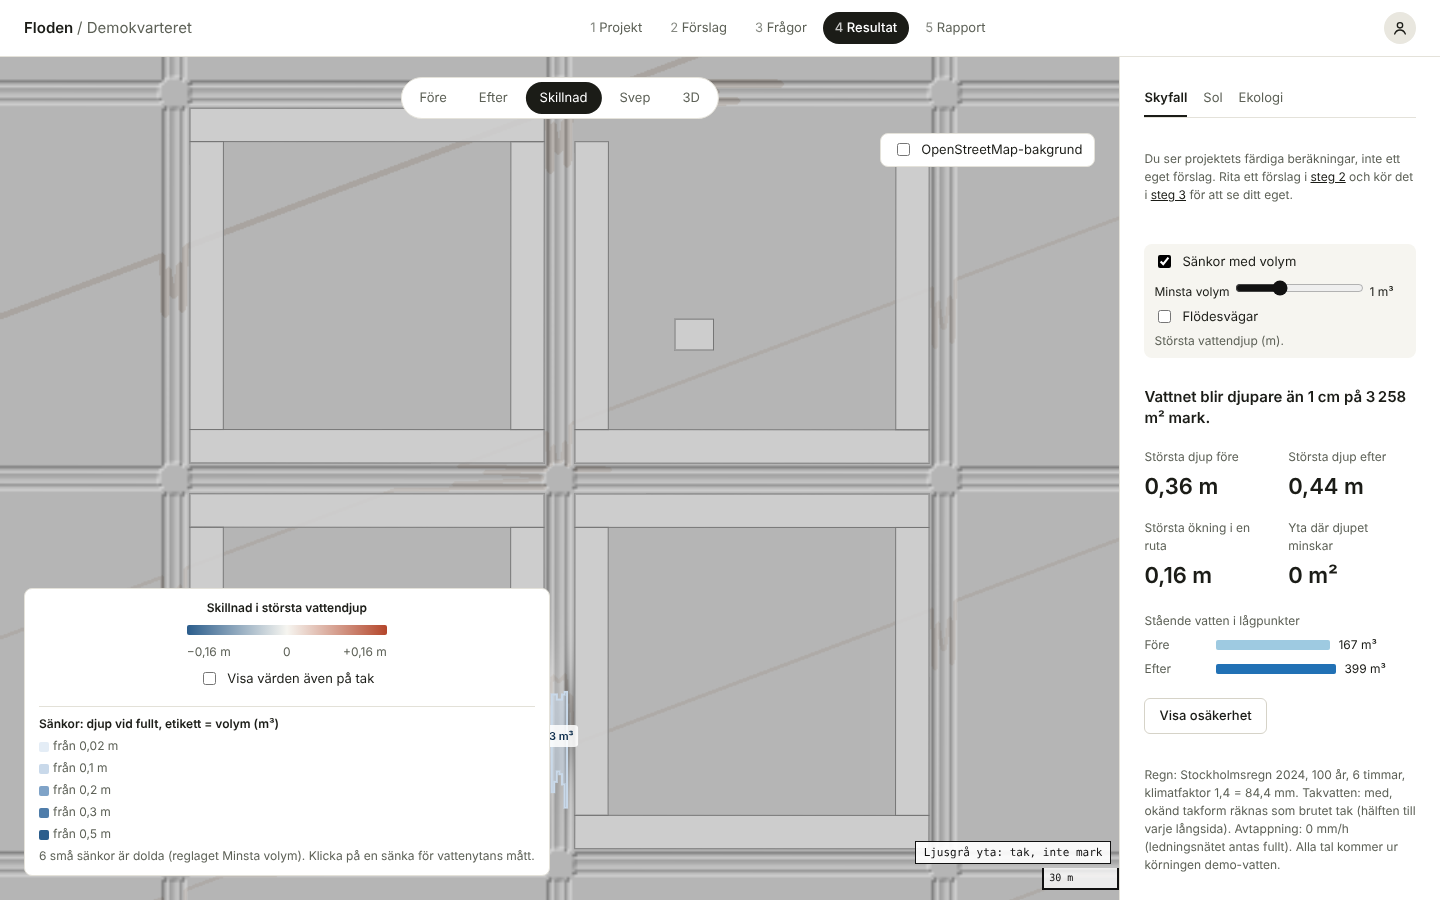 Floden / Demokvarteret
1 Projekt
2 Förslag
3 Frågor
4 Resultat
5 Rapport
Före
Efter
Skillnad
Svep
3D
OpenStreetMap-bakgrund
Skillnad i största vattendjup
−0,16 m
0
+0,16 m
Visa värden även på tak
Sänkor: djup vid fullt, etikett = volym (m³)
från 0,02 m
från 0,1 m
från 0,2 m
från 0,3 m
från 0,5 m
6 små sänkor är dolda (reglaget Minsta volym). Klicka på en sänka för vattenytans mått.
3 m³
Ljusgrå yta: tak, inte mark
30 m
Skyfall
Sol
Ekologi
Du ser projektets färdiga beräkningar, inte ett
eget förslag. Rita ett förslag i steg 2 och kör det
i steg 3 för att se ditt eget.
Sänkor med volym
Minsta volym
1 m³
Flödesvägar
Största vattendjup (m).
Vattnet blir djupare än 1 cm på 3 258
m² mark.
Största djup före
0,36 m
Största djup efter
0,44 m
Största ökning i en
ruta
0,16 m
Yta där djupet
minskar
0 m²
Stående vatten i lågpunkter
Före
167 m³
Efter
399 m³
Visa osäkerhet
Regn: Stockholmsregn 2024, 100 år, 6 timmar,
klimatfaktor 1,4 = 84,4 mm. Takvatten: med,
okänd takform räknas som brutet tak (hälften till
varje långsida). Avtappning: 0 mm/h
(ledningsnätet antas fullt). Alla tal kommer ur
körningen demo-vatten.